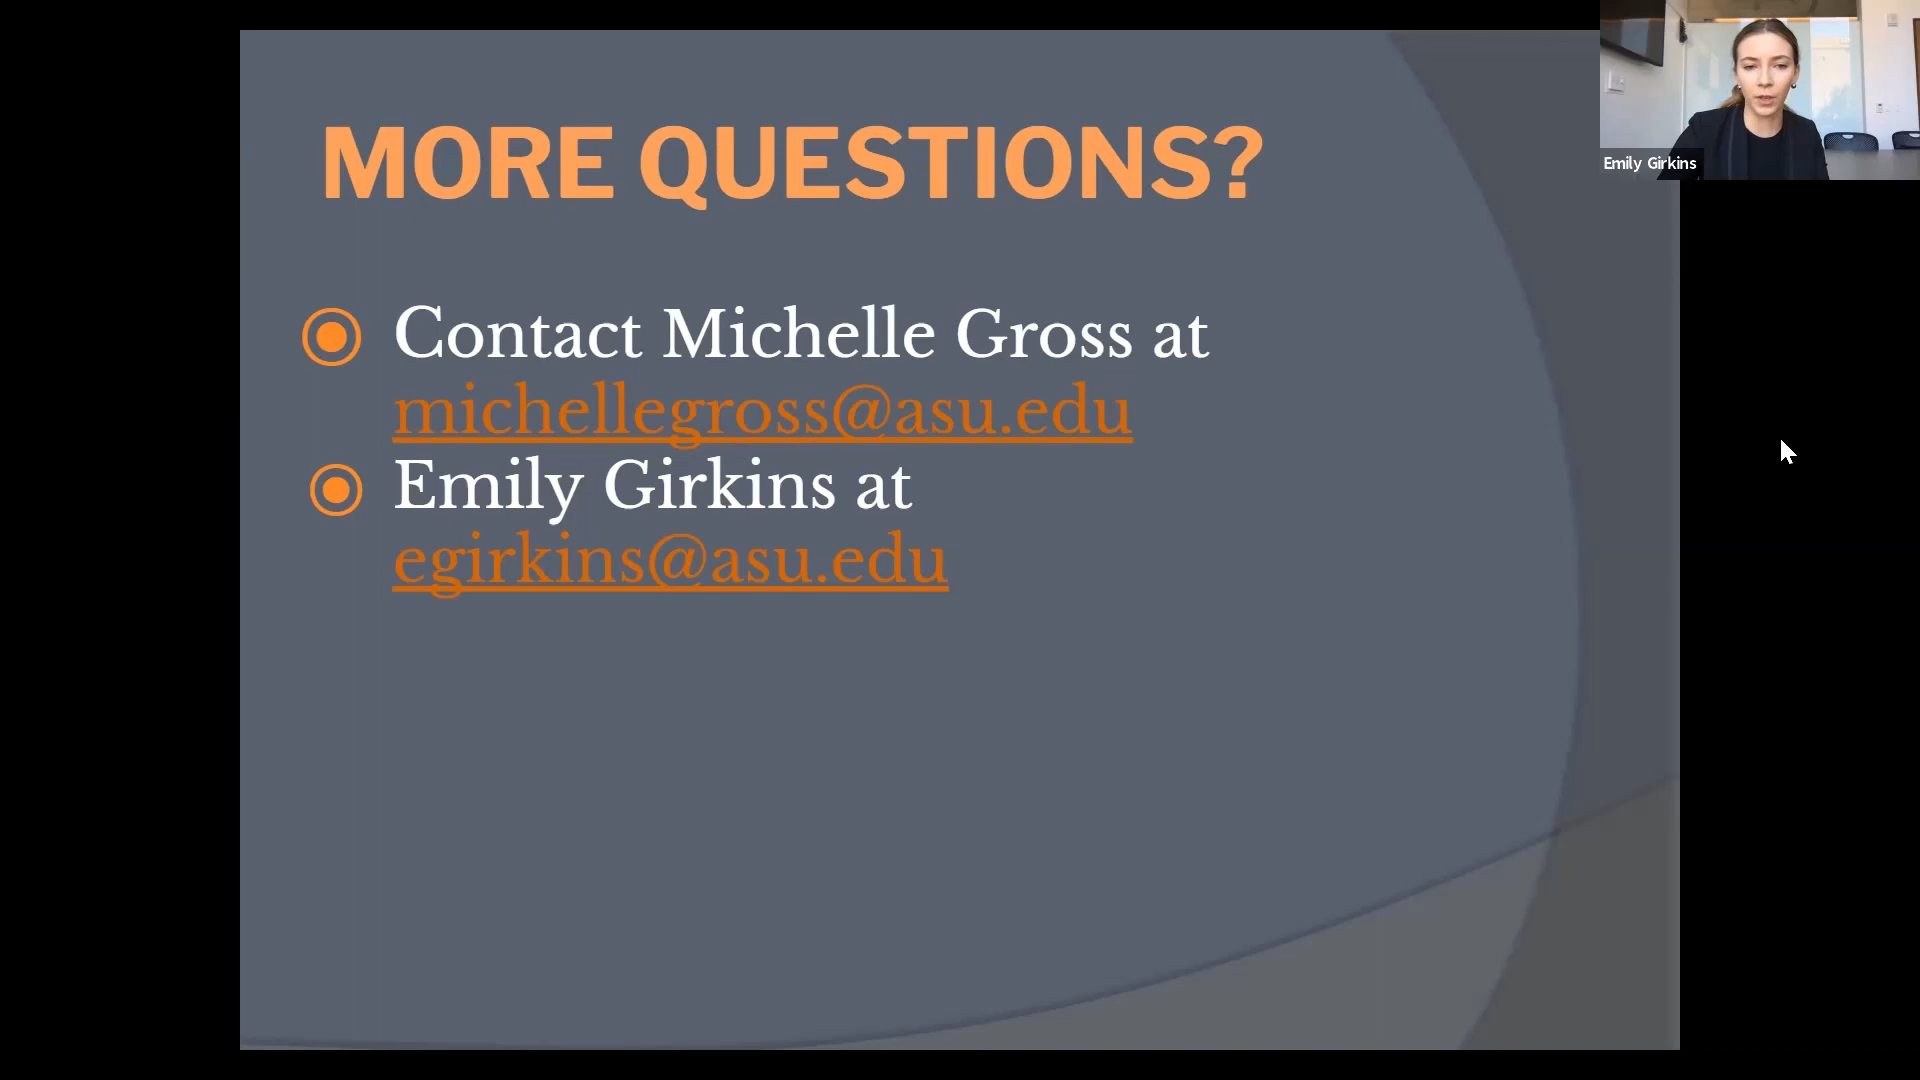 MORE QUESTIONS?
Contact Michelle Gross at
michellegross@asu.edu
Emily Girkins at
egirkins@asu.edu
Emily Girkins